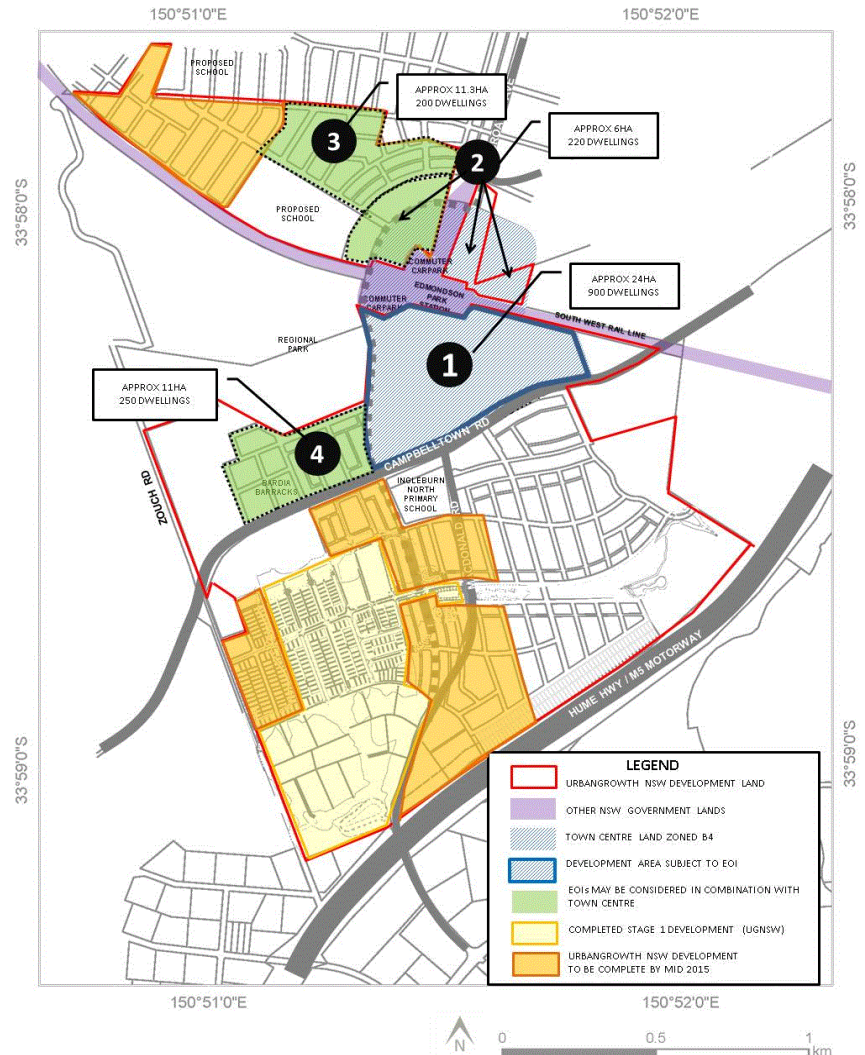 150°51'0"E
150°52'0"E
33°58'0"S
33°58'0"S
PROPOSED
SCHOOL
APPROX 11.3HA
200 DWELLINGS
3
APPROX 6HA
220 DWELLINGS
2
PROPOSED
SCHOOL
COMMUTER
CARPARK
EDMONDSON
PARK
STATION
COMMUTER
CARPARK
APPROX 24HA
900 DWELLINGS
SOUTH WEST RAIL LINE
REGIONAL
PARK
1
APPROX 11HA
250 DWELLINGS
4
CAMPBELLTOWN RD
BARDIA
BARRACKS
ZOUCH RD
INGLEBURN
NORTH
PRIMARY
SCHOOL
HUME HWY / M5 MOTORWAY
33°59'0"S
33°59'0"S
LEGEND
URBANGROWTH NSW DEVELOPMENT LAND
OTHER NSW GOVERNMENT LANDS
TOWN CENTRE LAND ZONED B4
DEVELOPMENT AREA SUBJECT TO EOI
EOIs MAY BE CONSIDERED IN COMBINATION WITH
TOWN CENTRE
COMPLETED STAGE 1 DEVELOPMENT (UGNSW)
URBANGROWTH NSW DEVELOPMENT
TO BE COMPLETE BY MID 2015
150°51'0"E
150°52'0"E
N
0
0.5
1
km